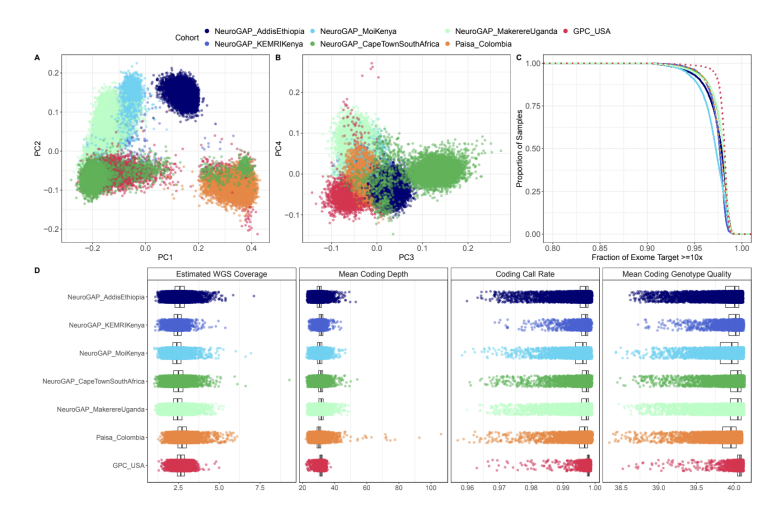 Cohort
NeuroGAP_AddisEthiopia NeuroGAP_MoiKenya NeuroGAP_MakerereUganda GPC_USA
NeuroGAP_KEMRIKenya NeuroGAP_CapeTownSouthAfrica Paisa_Colombia
A B C
0.2
0.1
0.0
−0.1
−0.2
PC2
−0.2 0.0 0.2 0.4
PC1
0.2
0.1
0.0
−0.1
PC4
−0.1 0.0 0.1 0.2 0.3
PC3
1.00
0.75
0.50
0.25
0.00
Proportion of Samples
0.80 0.85 0.90 0.95 1.00
Fraction of Exome Target >=10x
D
Estimated WGS Coverage Mean Coding Depth Coding Call Rate Mean Coding Genotype Quality
NeuroGAP_AddisEthiopia
NeuroGAP_KEMRIKenya
NeuroGAP_MoiKenya
NeuroGAP_CapeTownSouthAfrica
NeuroGAP_MakerereUganda
Paisa_Colombia
GPC_USA
2.5 5.0 7.5 20 40 60 80 100 0.96 0.97 0.98 0.99 1.00 38.5 39.0 39.5 40.0